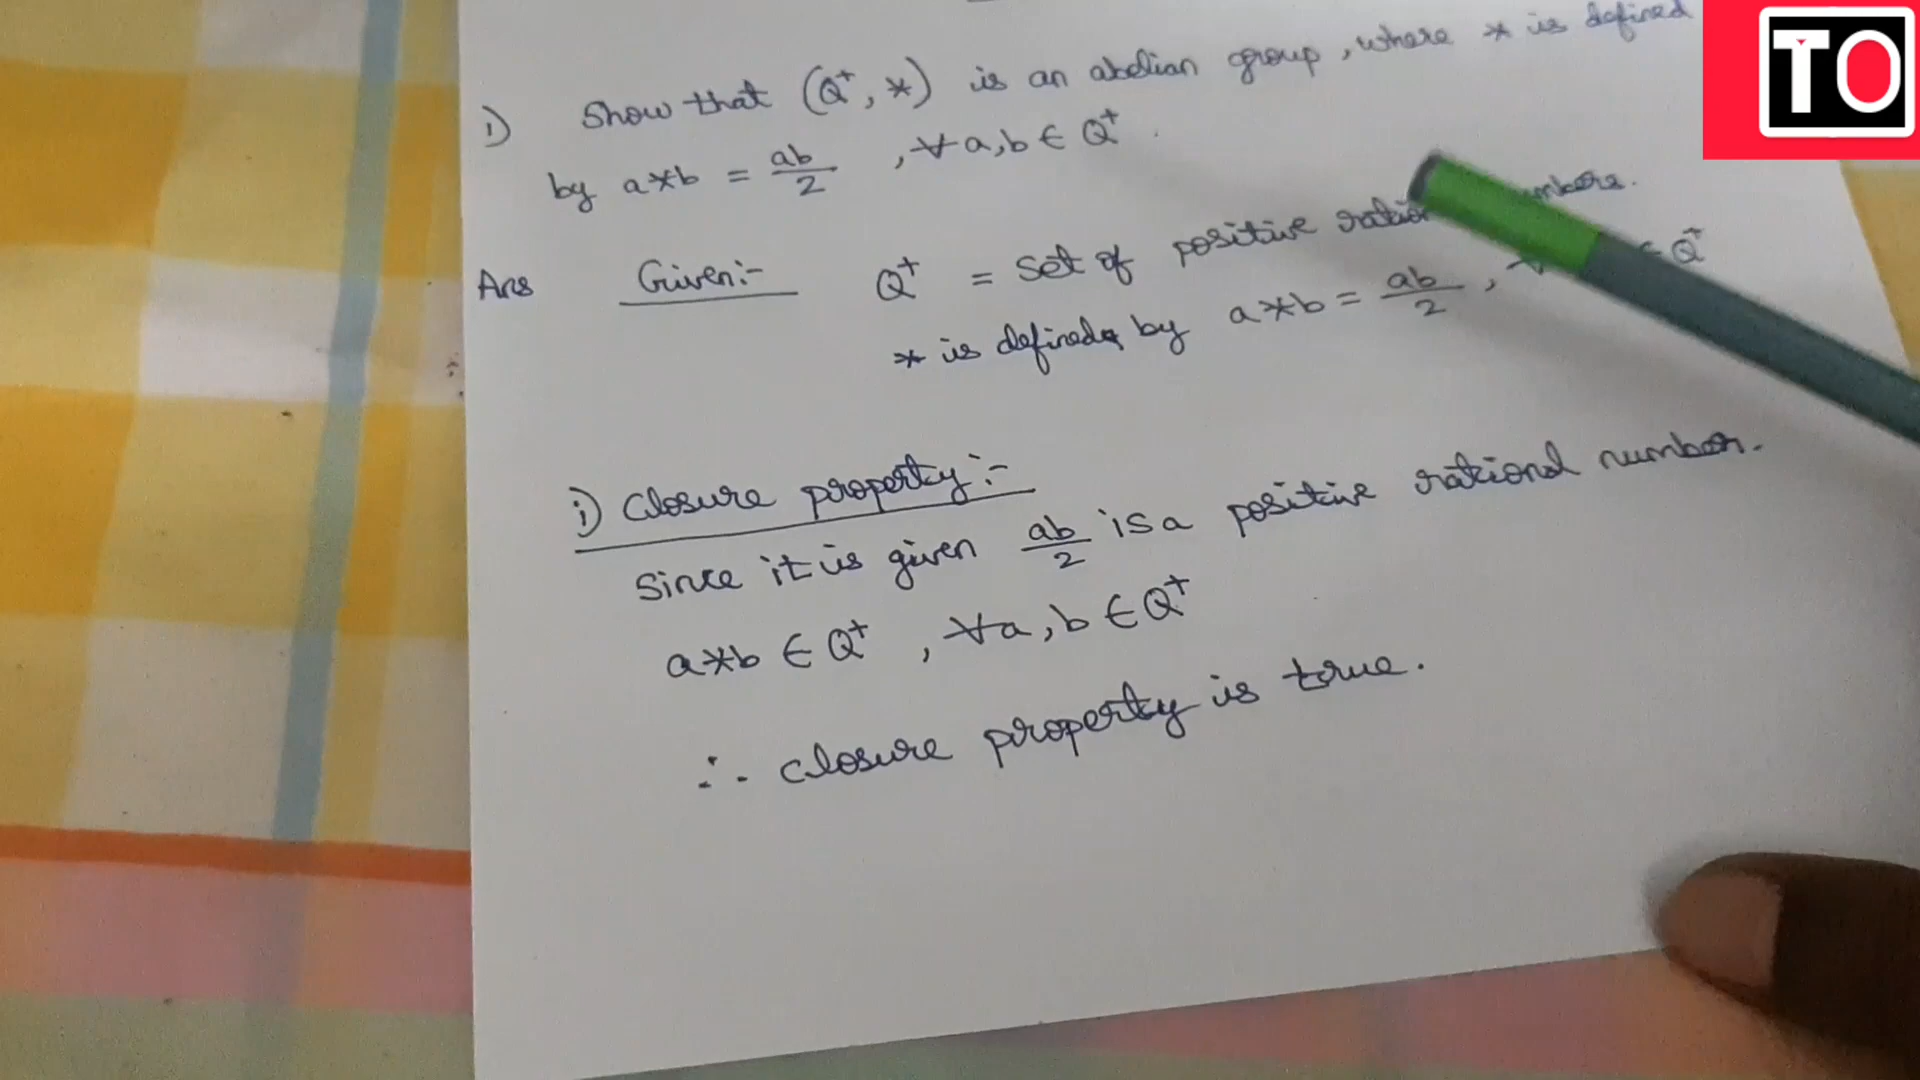 TO
1) Show that (Q⁺, *) is an abelian group, where * is defined
by a*b = ab/2 , ∀a,b ∈ Q⁺.
Ans Given:- Q⁺ = Set of positive
* is defined by a*b = ab/2 , ∈ Q⁺
i) Closure property:-
Since it is given ab/2 is a positive rational number.
a*b ∈ Q⁺ , ∀a,b ∈ Q⁺
∴ closure property is true.